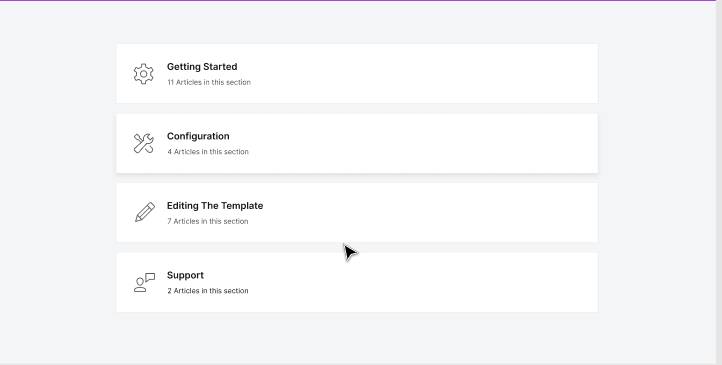 Getting Started
11 Articles in this section
Configuration
4 Articles in this section
Editing The Template
7 Articles in this section
Support
2 Articles in this section